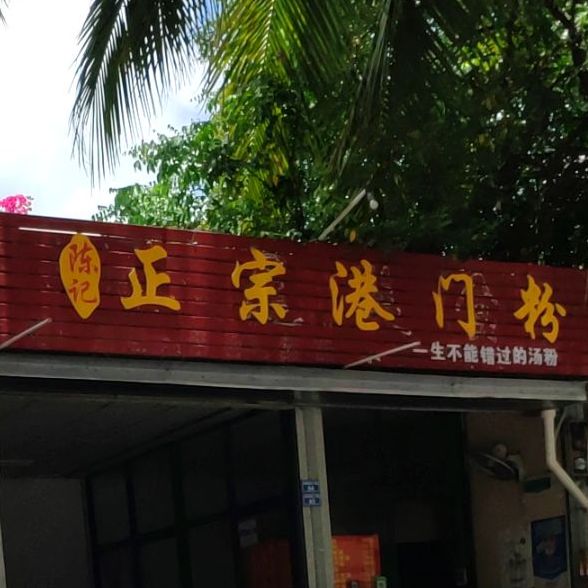 陈记
正宗港门粉
一生不能错过的汤粉